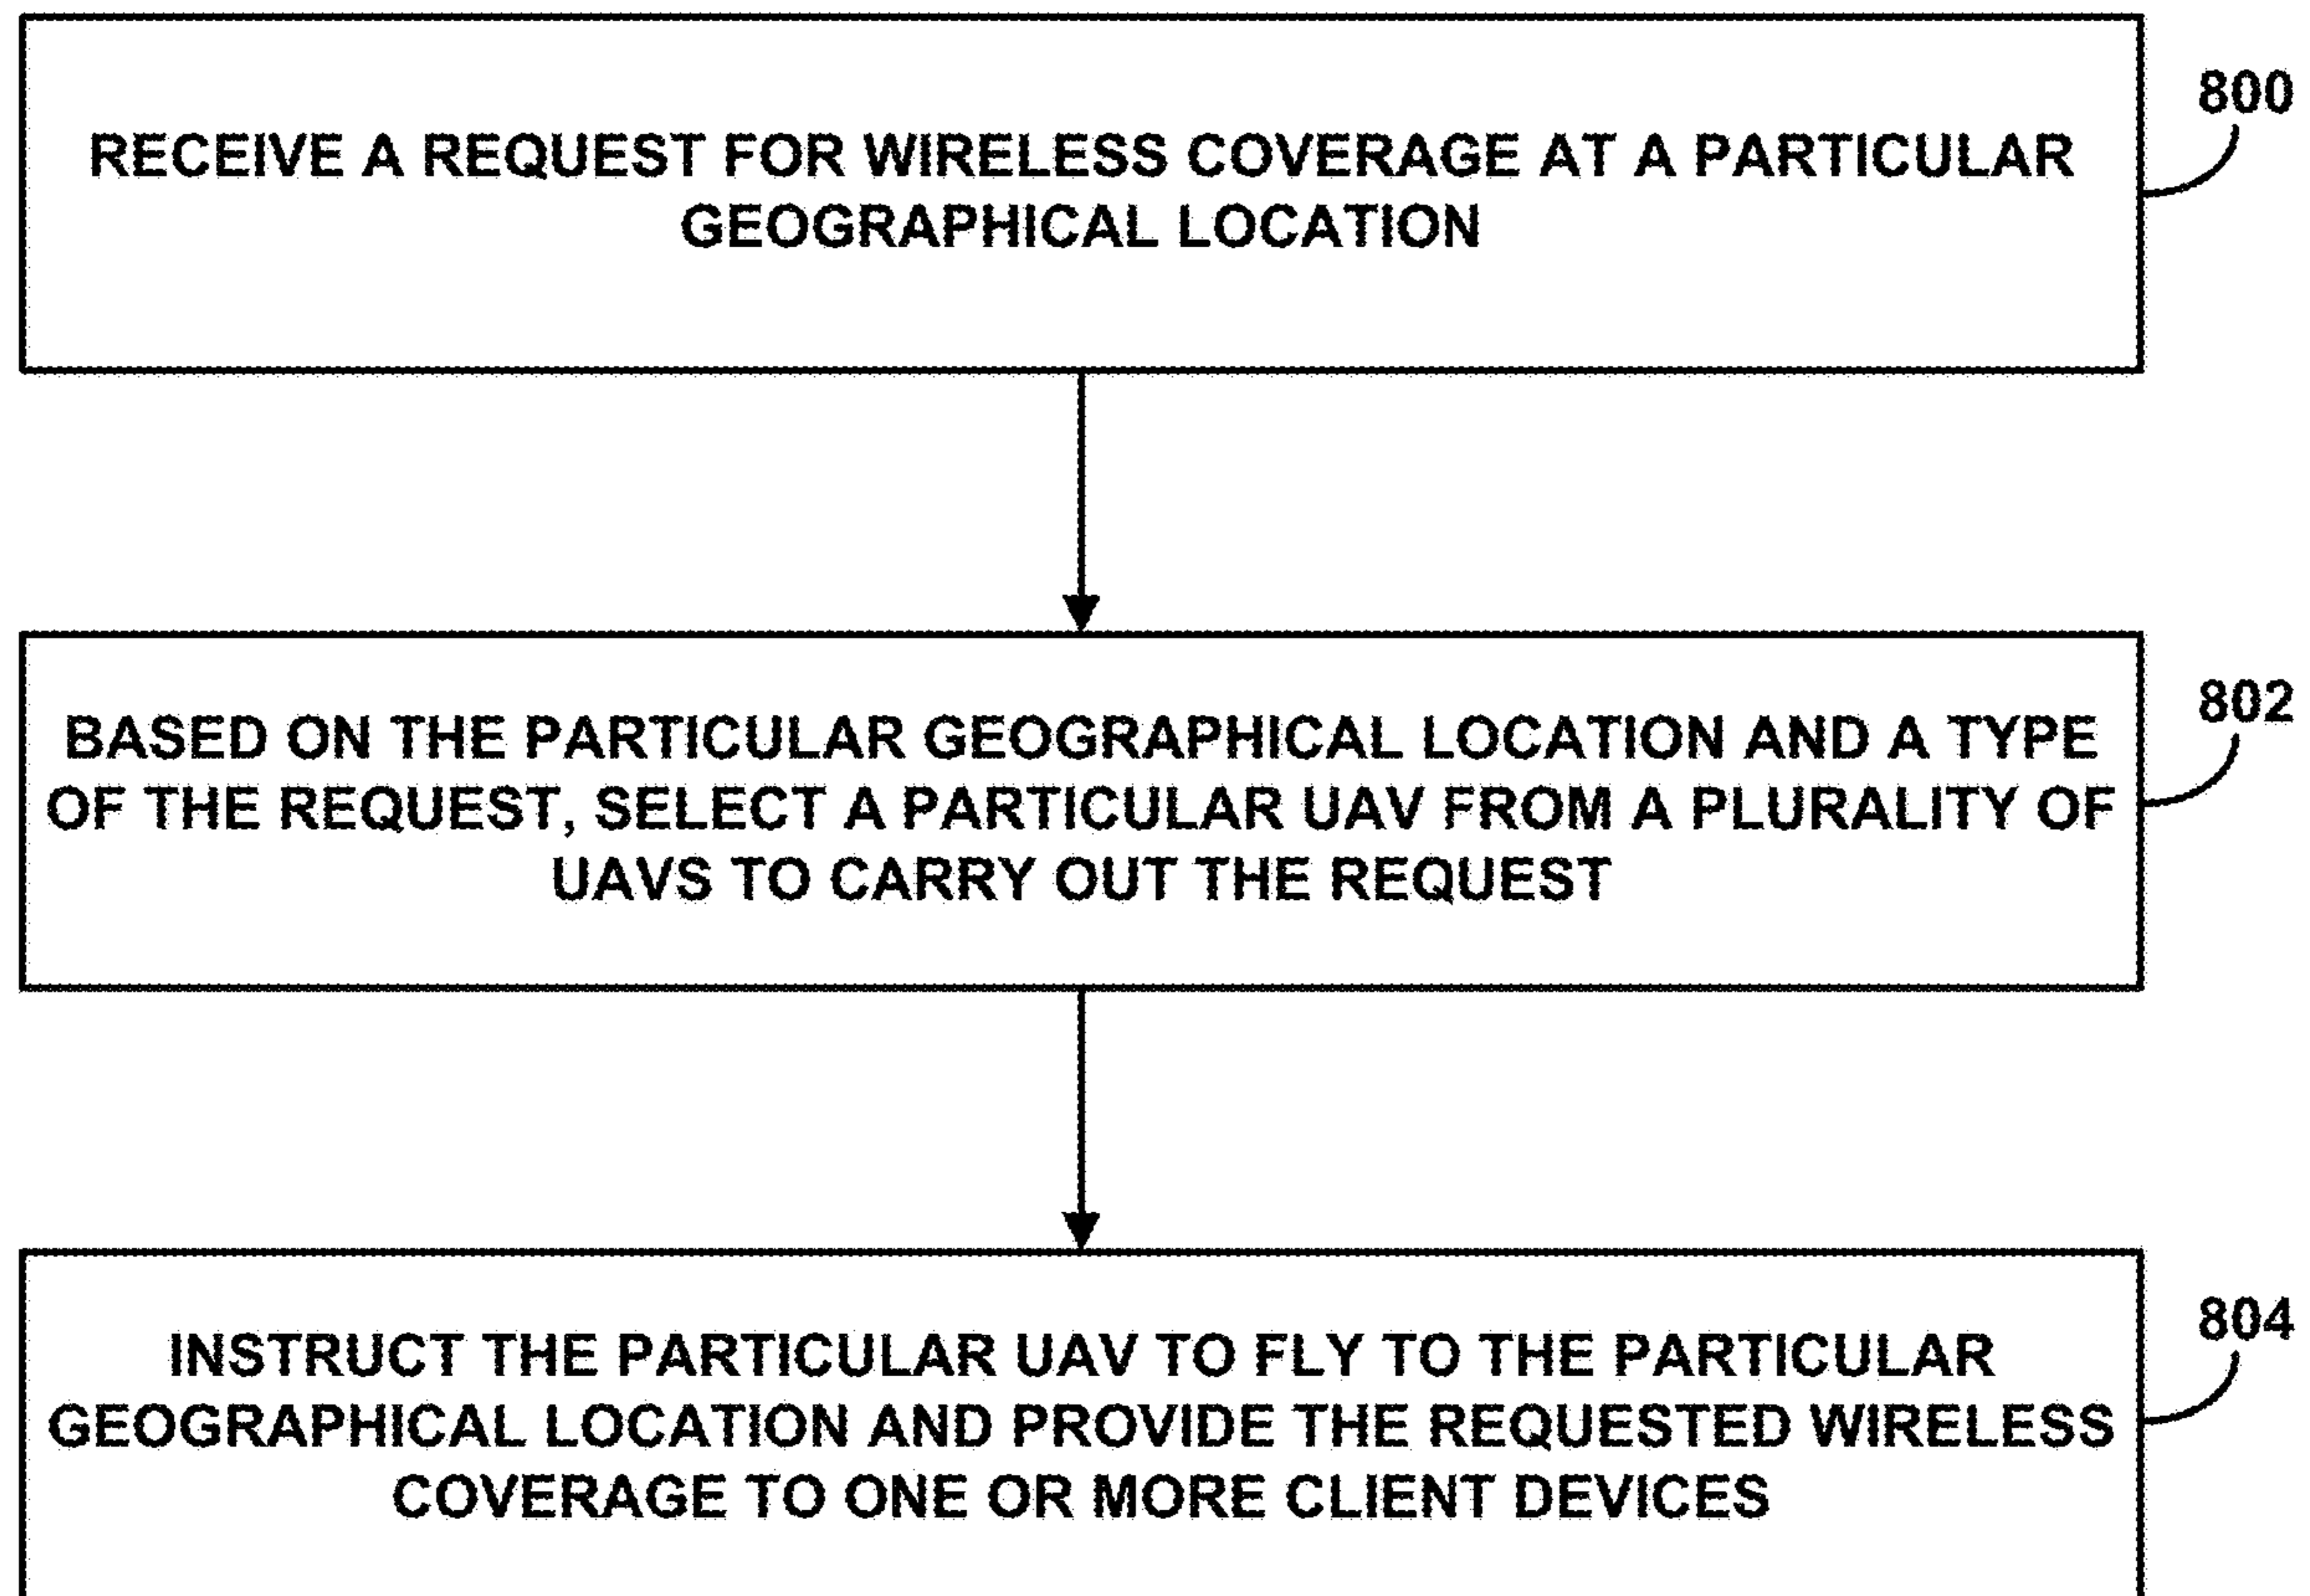 800
RECEIVE A REQUEST FOR WIRELESS COVERAGE AT A PARTICULAR
GEOGRAPHICAL LOCATION
802
BASED ON THE PARTICULAR GEOGRAPHICAL LOCATION AND A TYPE
OF THE REQUEST, SELECT A PARTICULAR UAV FROM A PLURALITY OF
UAVS TO CARRY OUT THE REQUEST
804
INSTRUCT THE PARTICULAR UAV TO FLY TO THE PARTICULAR
GEOGRAPHICAL LOCATION AND PROVIDE THE REQUESTED WIRELESS
COVERAGE TO ONE OR MORE CLIENT DEVICES